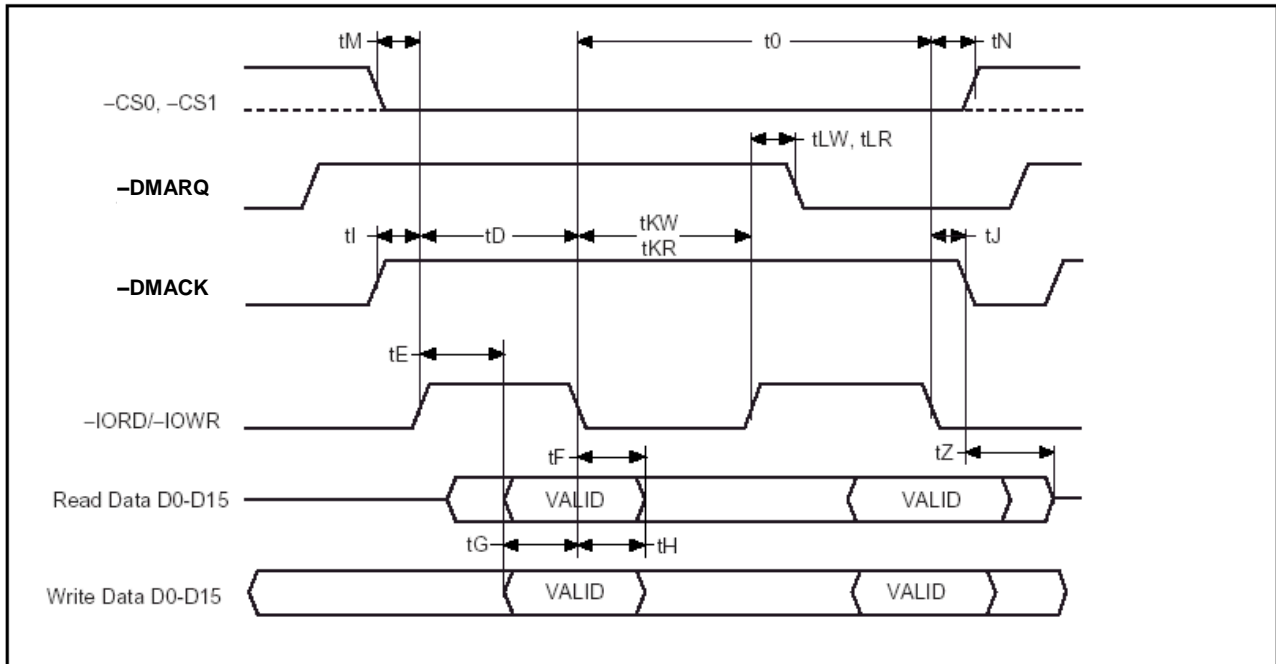 tM
t0
tN
–CS0, –CS1
tLW, tLR
–DMARQ
tI
tD
tKW
tKR
tJ
–DMACK
tE
–IORD/–IOWR
tF
tZ
Read Data D0-D15
VALID
VALID
tG
tH
Write Data D0-D15
VALID
VALID